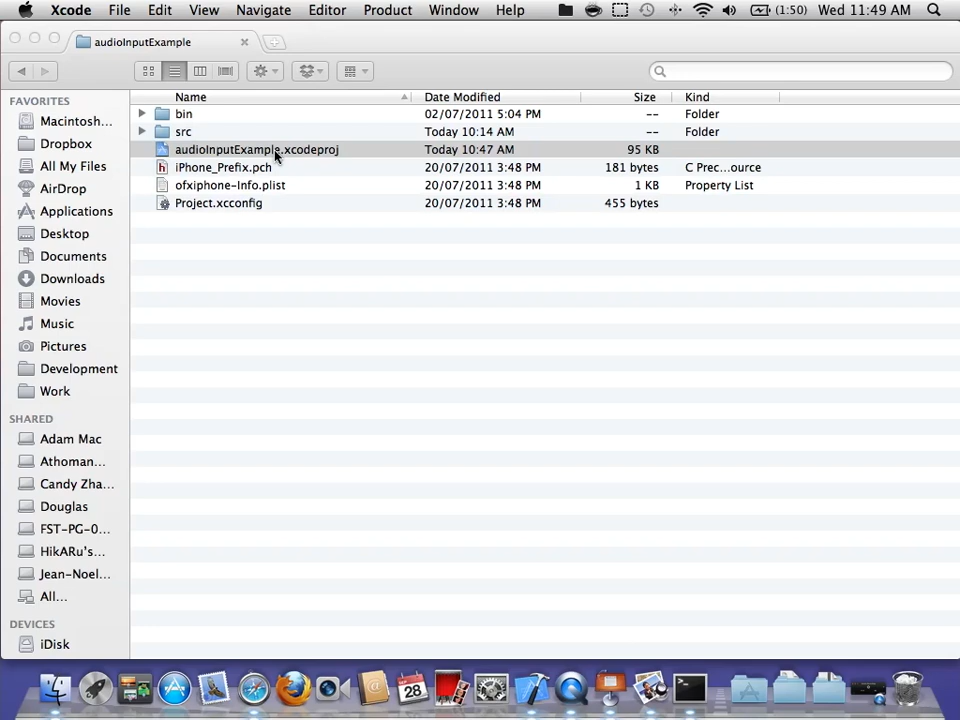 Xcode File Edit View Navigate Editor Product Window Help (1:50) Wed 11:49 AM
audioInputExample
Name Date Modified Size Kind
FAVORITES
Macintosh...
Dropbox
All My Files
AirDrop
Applications
Desktop
Documents
Downloads
Movies
Music
Pictures
Development
Work
SHARED
Adam Mac
Athoman...
Candy Zha...
Douglas
FST-PG-0...
HikARu's...
Jean-Noel...
All...
DEVICES
iDisk
bin 02/07/2011 5:04 PM -- Folder
src Today 10:14 AM -- Folder
audioInputExample.xcodeproj Today 10:47 AM 95 KB
iPhone_Prefix.pch 20/07/2011 3:48 PM 181 bytes C Prec...ource
ofxiphone-Info.plist 20/07/2011 3:48 PM 1 KB Property List
Project.xcconfig 20/07/2011 3:48 PM 455 bytes
28